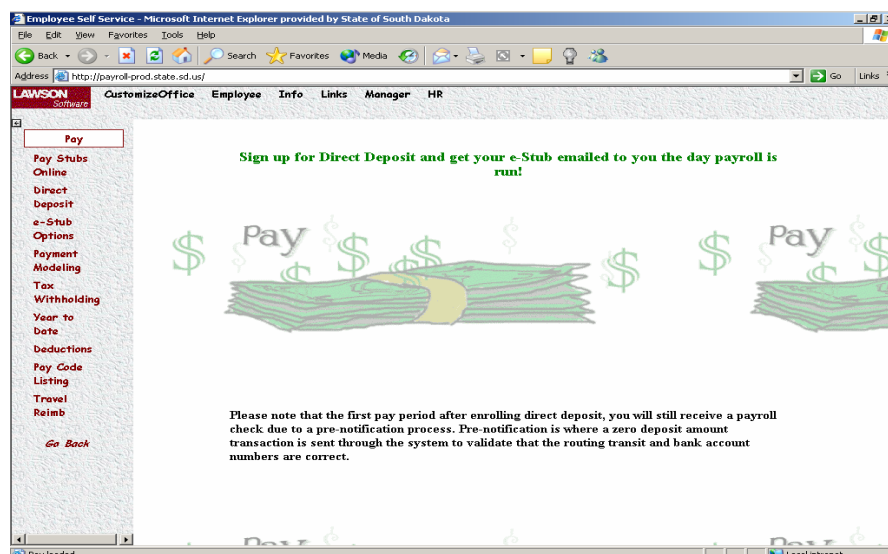 Employee Self Service - Microsoft Internet Explorer provided by State of South Dakota
File Edit View Favorites Tools Help
Back Search Favorites Media
Address http://payroll-prod.state.sd.us/ Go Links
LAWSON
Software
CustomizeOffice Employee Info Links Manager HR
Pay
Pay Stubs
Online
Direct
Deposit
e-Stub
Options
Payment
Modeling
Tax
Withholding
Year to
Date
Deductions
Pay Code
Listing
Travel
Reimb
Go Back
Sign up for Direct Deposit and get your e-Stub emailed to you the day payroll is
run!
Pay $ $ $ $ $ $ Pay $
Please note that the first pay period after enrolling direct deposit, you will still receive a payroll
check due to a pre-notification process. Pre-notification is where a zero deposit amount
transaction is sent through the system to validate that the routing transit and bank account
numbers are correct.
Pay Pay
Pay loaded Local intranet